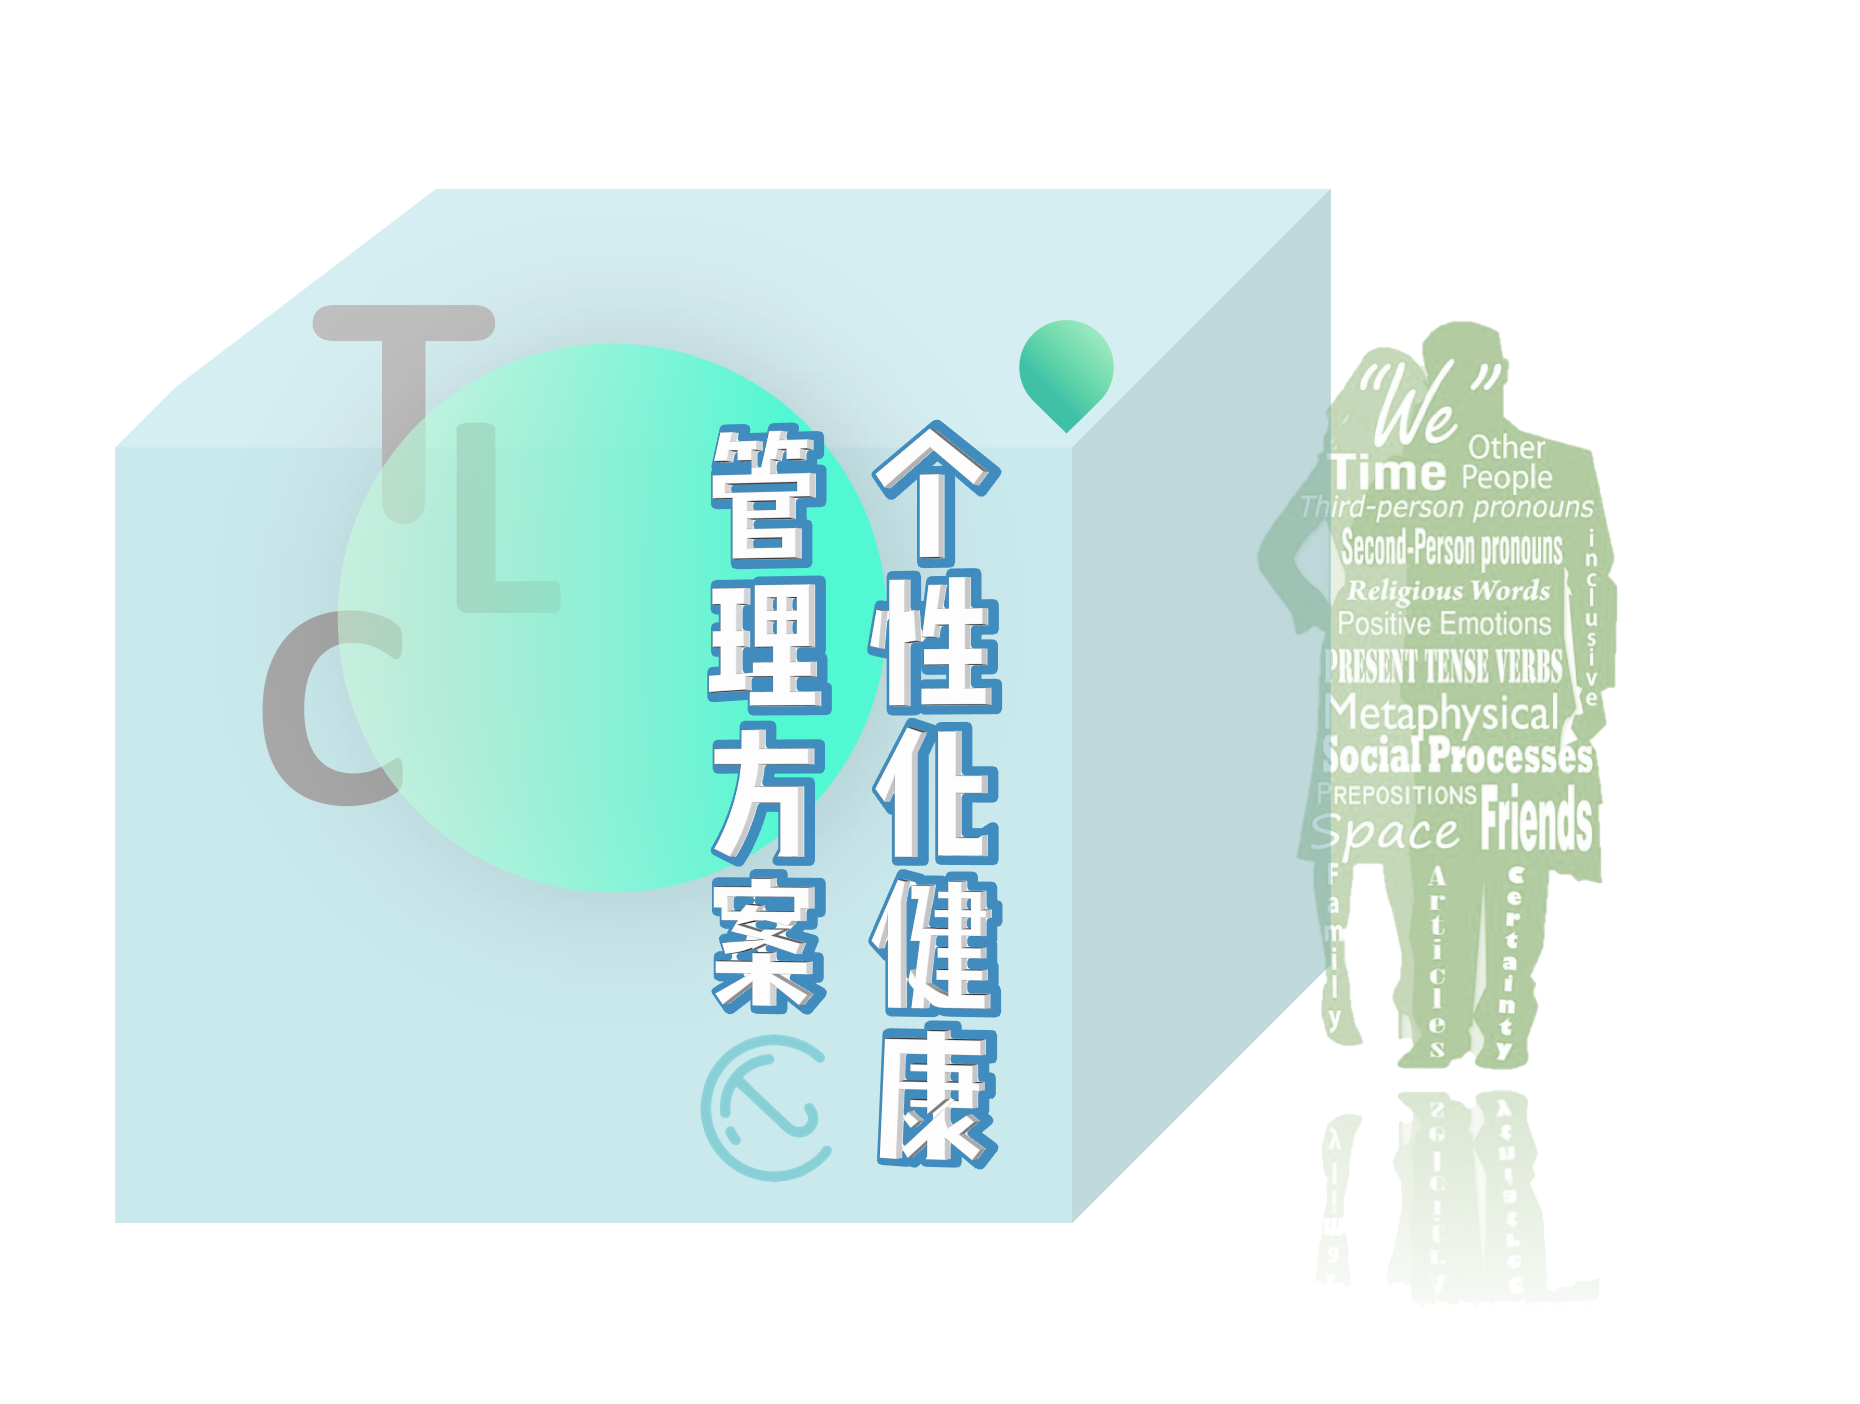 T
L
C
个性化健康
管理方案
“We”
Other
Time People
Third-person pronouns
Second-Person pronouns
inclusive
Religious Words
Positive Emotions
PRESENT TENSE VERBS
Metaphysical
Social Processes
PREPOSITIONS
Friends
Space
Family
Articles
Certainty